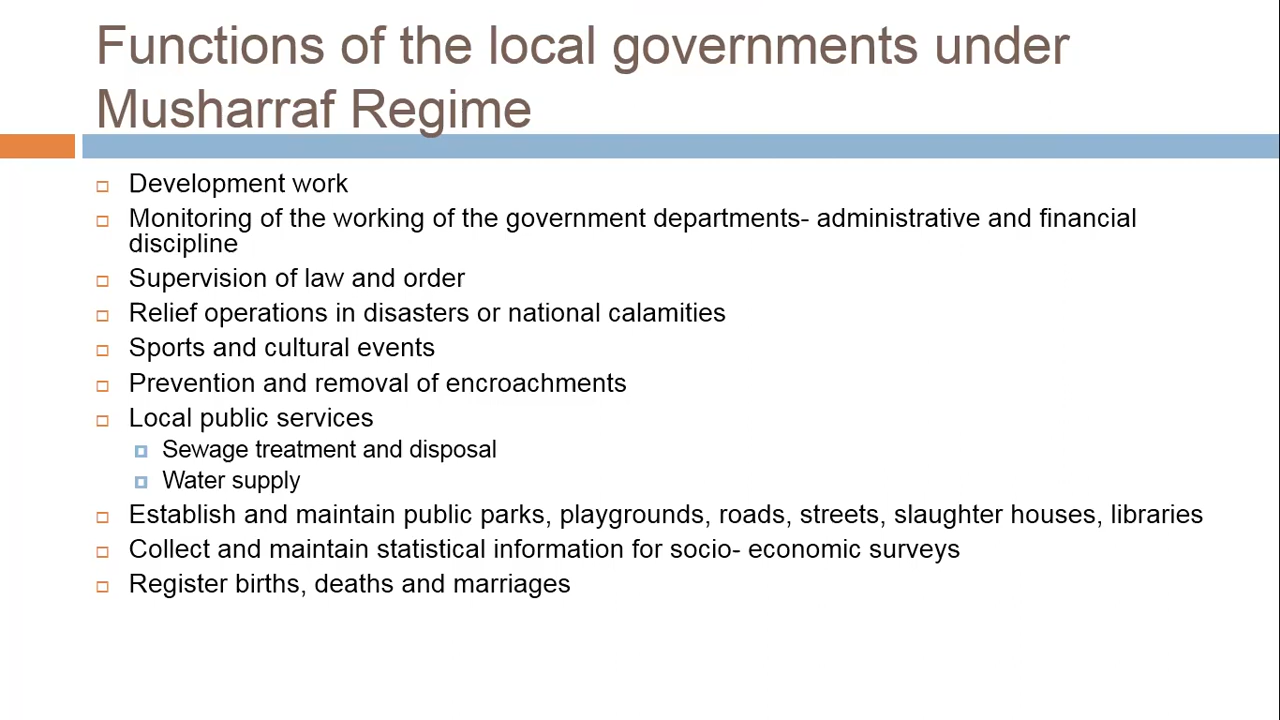 Functions of the local governments under
Musharraf Regime
Development work
Monitoring of the working of the government departments- administrative and financial
discipline
Supervision of law and order
Relief operations in disasters or national calamities
Sports and cultural events
Prevention and removal of encroachments
Local public services
Sewage treatment and disposal
Water supply
Establish and maintain public parks, playgrounds, roads, streets, slaughter houses, libraries
Collect and maintain statistical information for socio- economic surveys
Register births, deaths and marriages